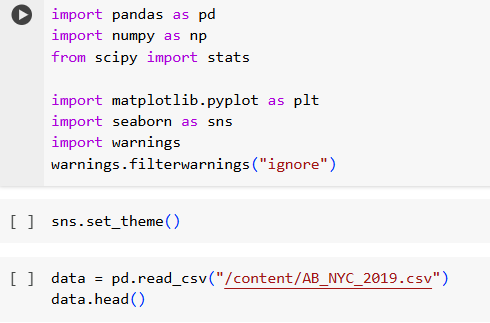 import pandas as pd
import numpy as np
from scipy import stats
import matplotlib.pyplot as plt
import seaborn as sns
import warnings
warnings.filterwarnings("ignore")
[ ] sns.set_theme()
[ ] data = pd.read_csv("/content/AB_NYC_2019.csv")
data.head()